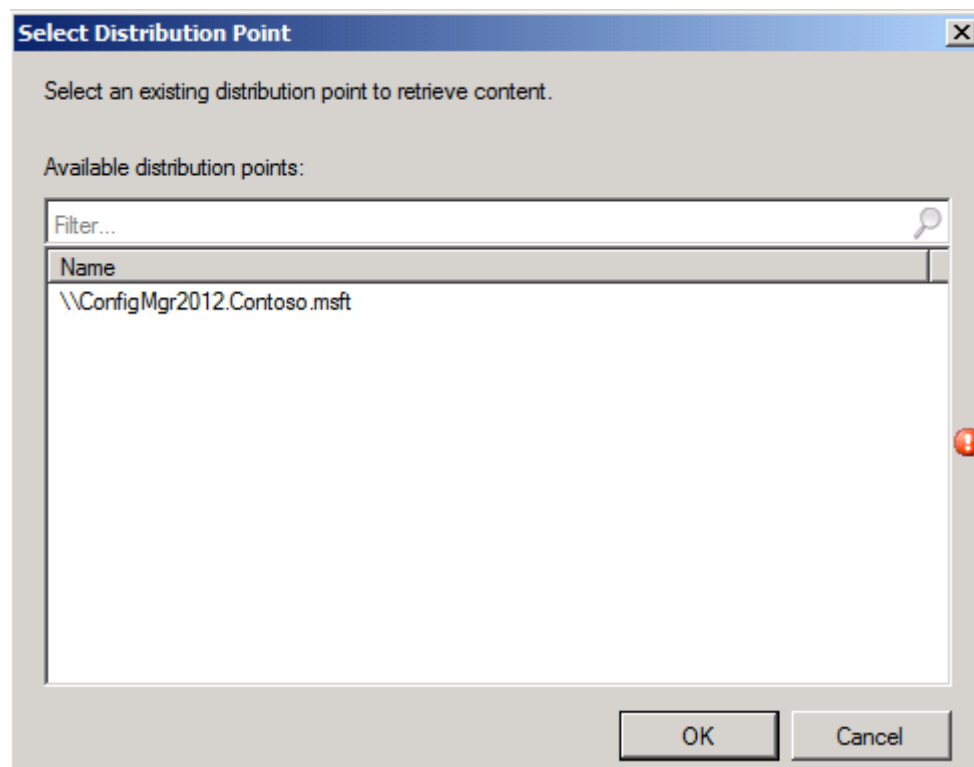 Select Distribution Point
Select an existing distribution point to retrieve content.
Available distribution points:
Filter...
Name
\\ConfigMgr2012.Contoso.msft
OK
Cancel